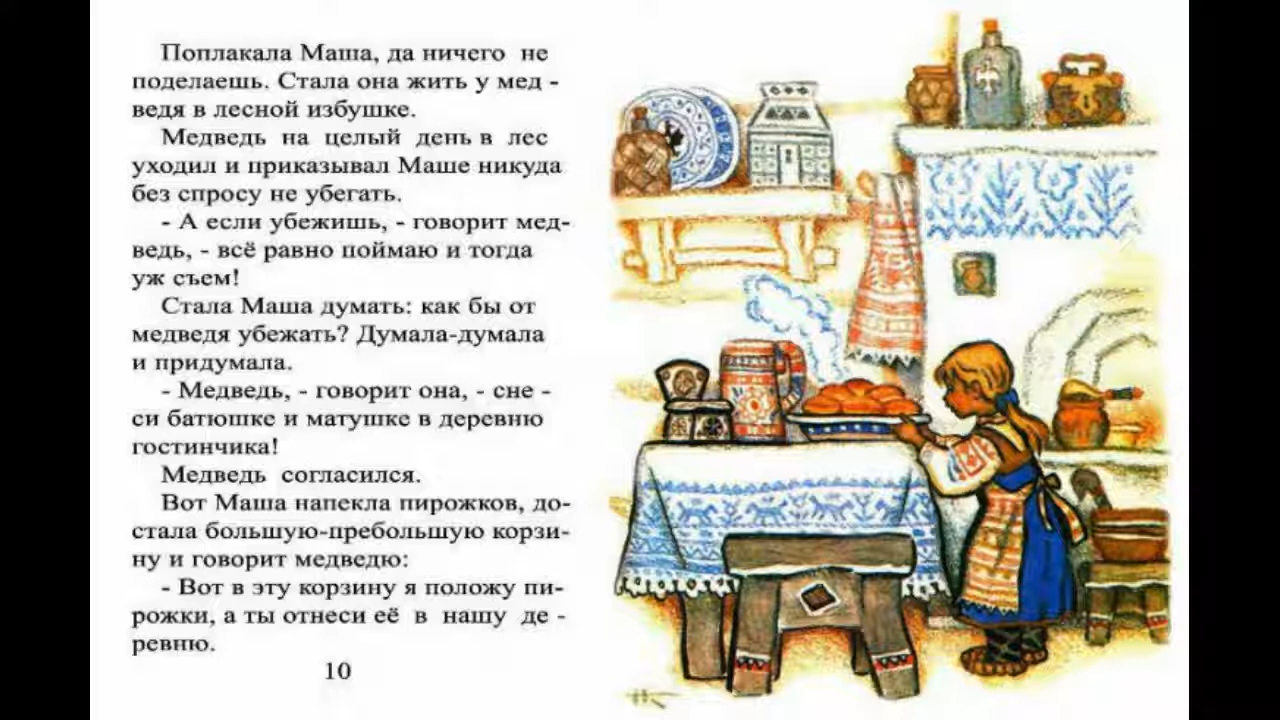 Поплакала Маша, да ничего не
поделаешь. Стала она жить у мед -
ведя в лесной избушке.
Медведь на целый день в лес
уходил и приказывал Маше никуда
без спросу не убегать.
- А если убежишь, - говорит мед-
ведь, - всё равно поймаю и тогда
уж съем!
Стала Маша думать: как бы от
медведя убежать? Думала-думала
и придумала.
- Медведь, - говорит она, - сне -
си батюшке и матушке в деревню
гостинчика!
Медведь согласился.
Вот Маша напекла пирожков, до-
стала большую-пребольшую корзи-
ну и говорит медведю:
- Вот в эту корзину я положу пи-
рожки, а ты отнеси её в нашу де -
ревню.
10